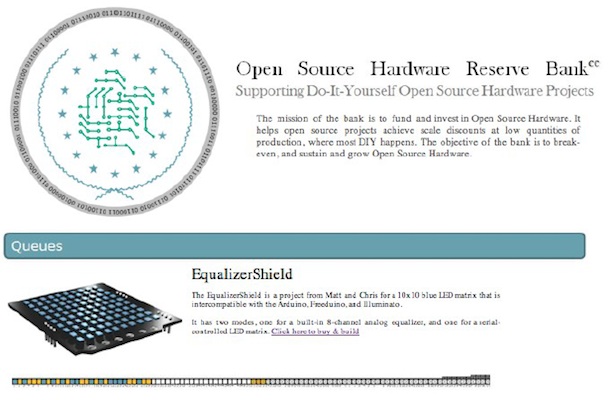 Open Source Hardware Reserve Bankcc
Supporting Do-It-Yourself Open Source Hardware Projects
The mission of the bank is to fund and invest in Open Source Hardware. It
helps open source projects achieve scale discounts at low quantities of
production, where most DIY happens. The objective of the bank is to break-
even, and sustain and grow Open Source Hardware.
Queues
EqualizerShield
The EqualizerShield is a project from Matt and Chris for a 10x10 blue LED matrix that is
intercompatible with the Arduino, Freeduino, and Illuminato.
It has two modes, one for a built-in 8-channel analog equalizer, and one for a serial-
controlled LED matrix. Click here to buy & build